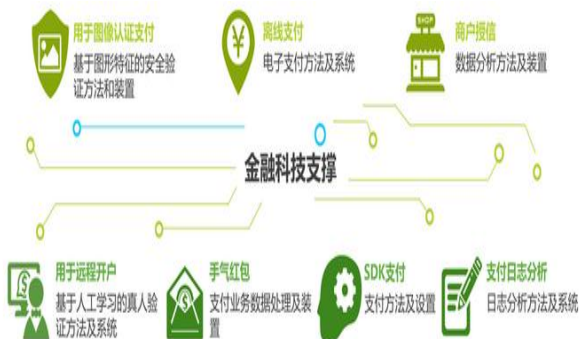 用于图像认证支付
基于图形特征的安全验
证方法和装置
¥
离线支付
电子支付方法及系统
SHOP
商户授信
数据分析方法及装置
金融科技支撑
$
用于远程开户
基于人工学习的真人验
证方法及系统
$
手气红包
支付业务数据处理及装
置
SDK支付
支付方法及设置
支付日志分析
日志分析方法及系统